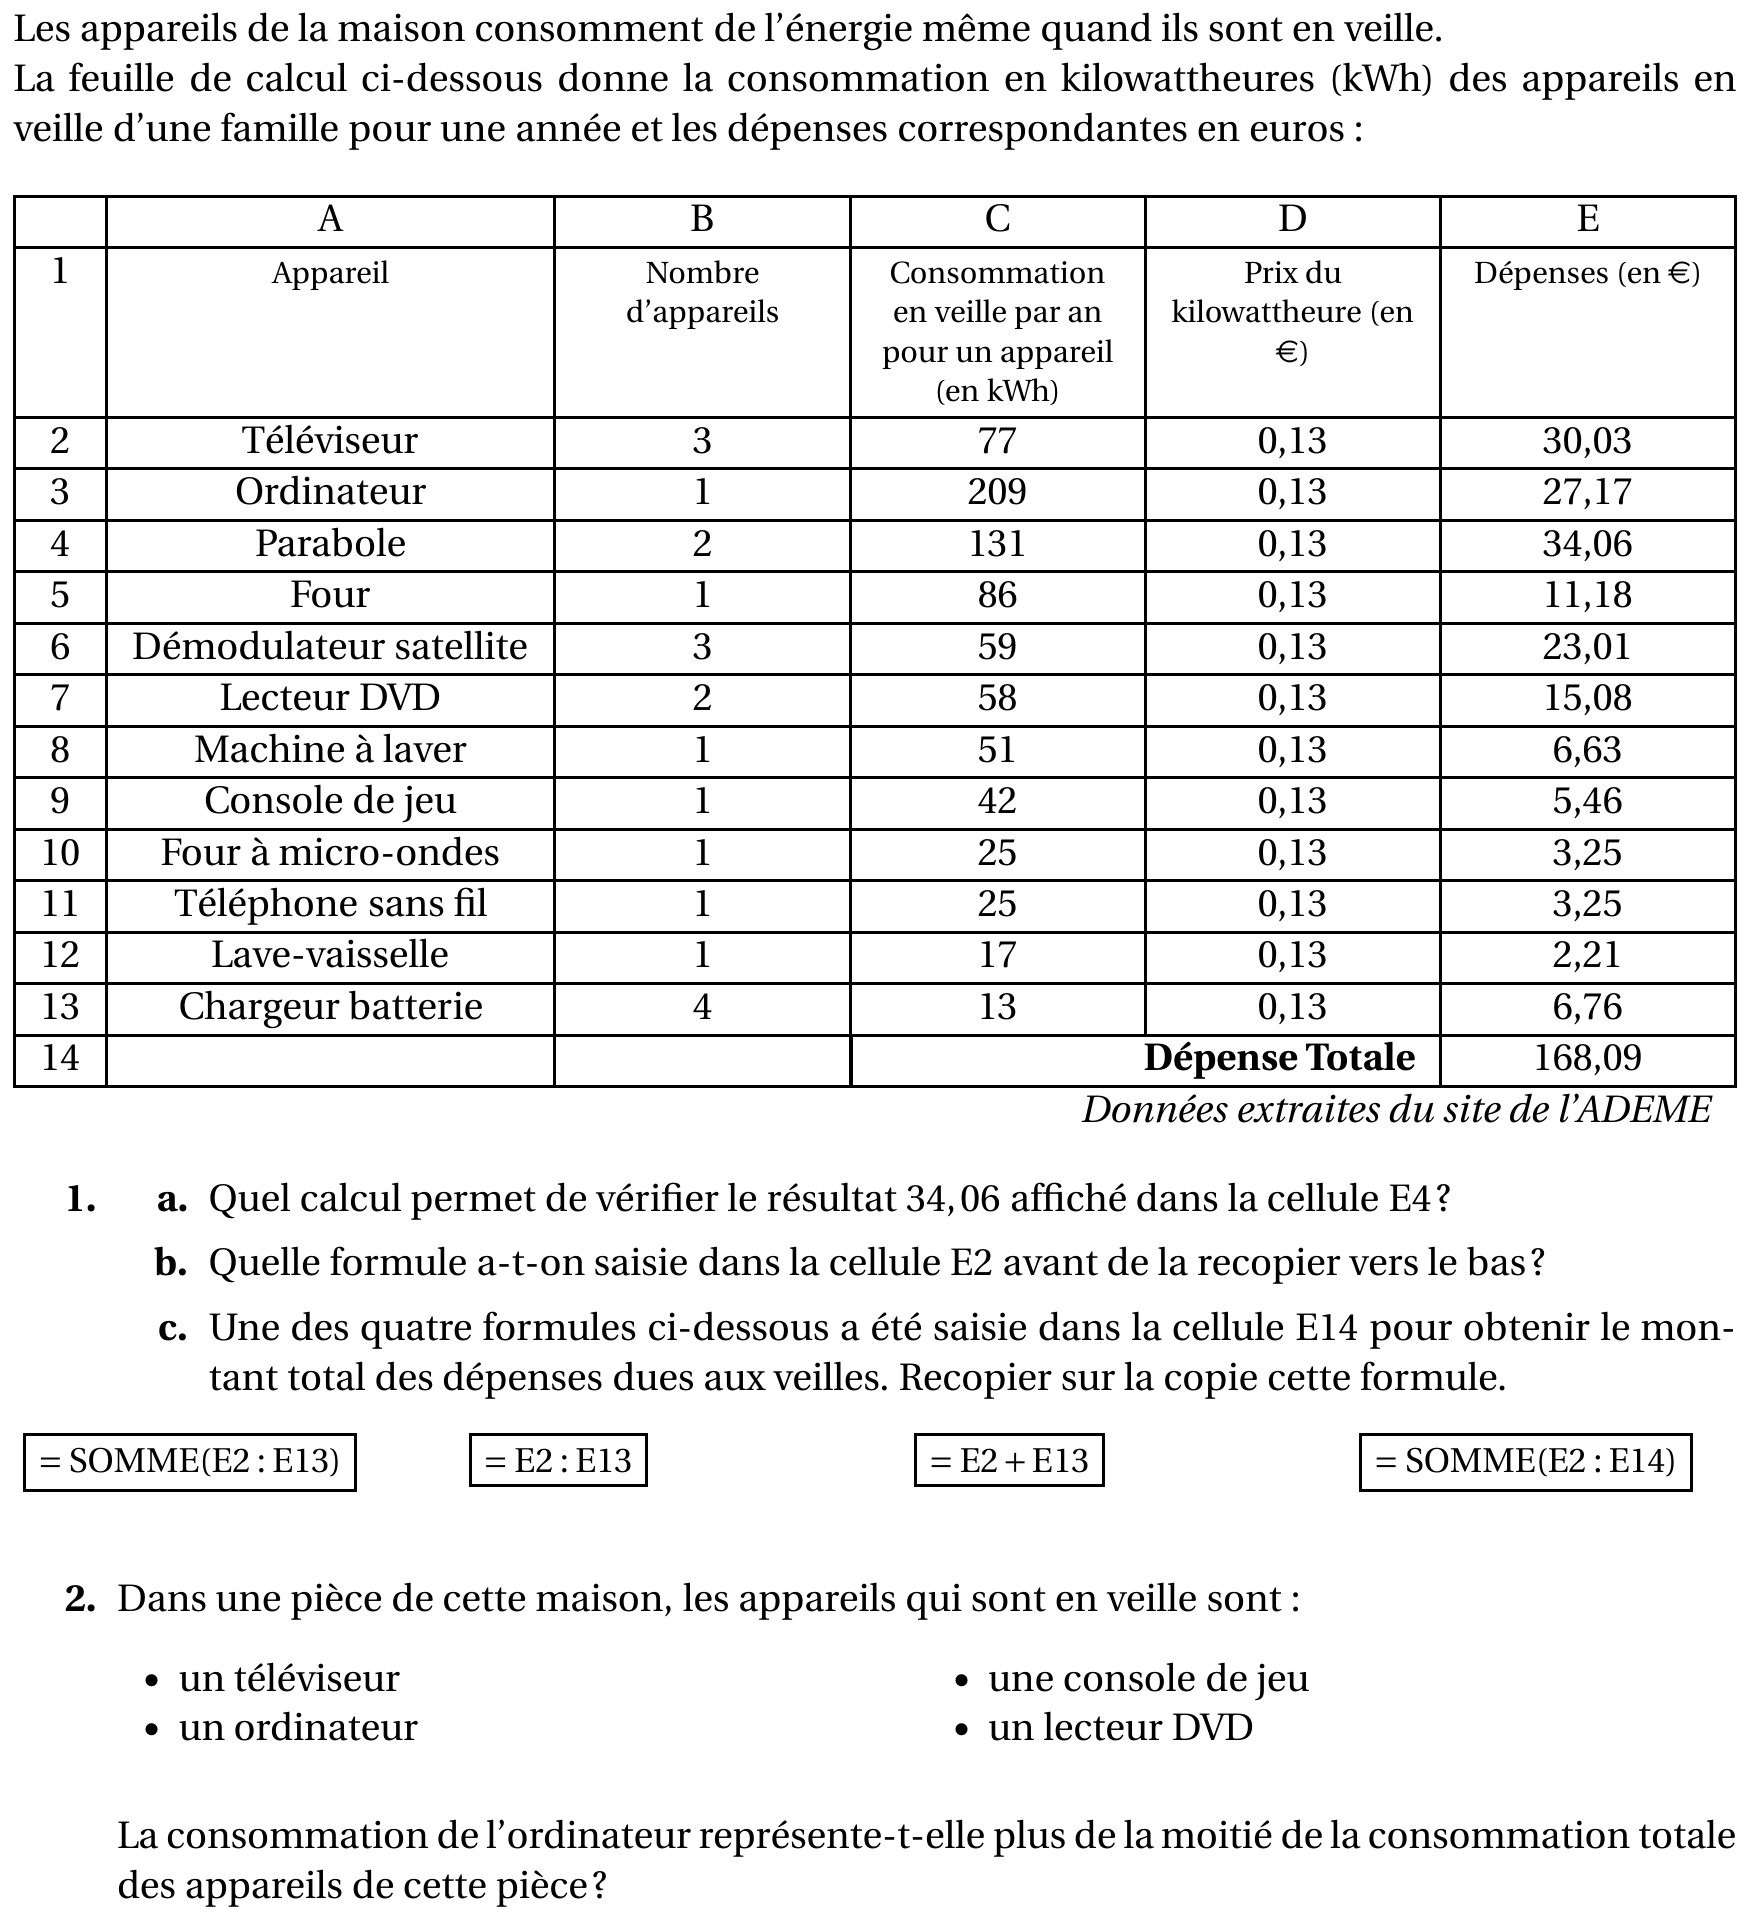 Les appareils de la maison consomment de l'énergie même quand ils sont en veille.
La feuille de calcul ci-dessous donne la consommation en kilowattheures (kWh) des appareils en
veille d'une famille pour une année et les dépenses correspondantes en euros :
A B C D E
1 Appareil Nombre d'appareils Consommation en veille par an pour un appareil (en kWh) Prix du kilowattheure (en €) Dépenses (en €)
2 Téléviseur 3 77 0,13 30,03
3 Ordinateur 1 209 0,13 27,17
4 Parabole 2 131 0,13 34,06
5 Four 1 86 0,13 11,18
6 Démodulateur satellite 3 59 0,13 23,01
7 Lecteur DVD 2 58 0,13 15,08
8 Machine à laver 1 51 0,13 6,63
9 Console de jeu 1 42 0,13 5,46
10 Four à micro-ondes 1 25 0,13 3,25
11 Téléphone sans fil 1 25 0,13 3,25
12 Lave-vaisselle 1 17 0,13 2,21
13 Chargeur batterie 4 13 0,13 6,76
14 Dépense Totale 168,09
Données extraites du site de l'ADEME
1. a. Quel calcul permet de vérifier le résultat 34,06 affiché dans la cellule E4 ?
b. Quelle formule a-t-on saisie dans la cellule E2 avant de la recopier vers le bas ?
c. Une des quatre formules ci-dessous a été saisie dans la cellule E14 pour obtenir le mon-
tant total des dépenses dues aux veilles. Recopier sur la copie cette formule.
= SOMME(E2 : E13) = E2 : E13 = E2 + E13 = SOMME(E2 : E14)
2. Dans une pièce de cette maison, les appareils qui sont en veille sont :
• un téléviseur • une console de jeu
• un ordinateur • un lecteur DVD
La consommation de l'ordinateur représente-t-elle plus de la moitié de la consommation totale
des appareils de cette pièce ?